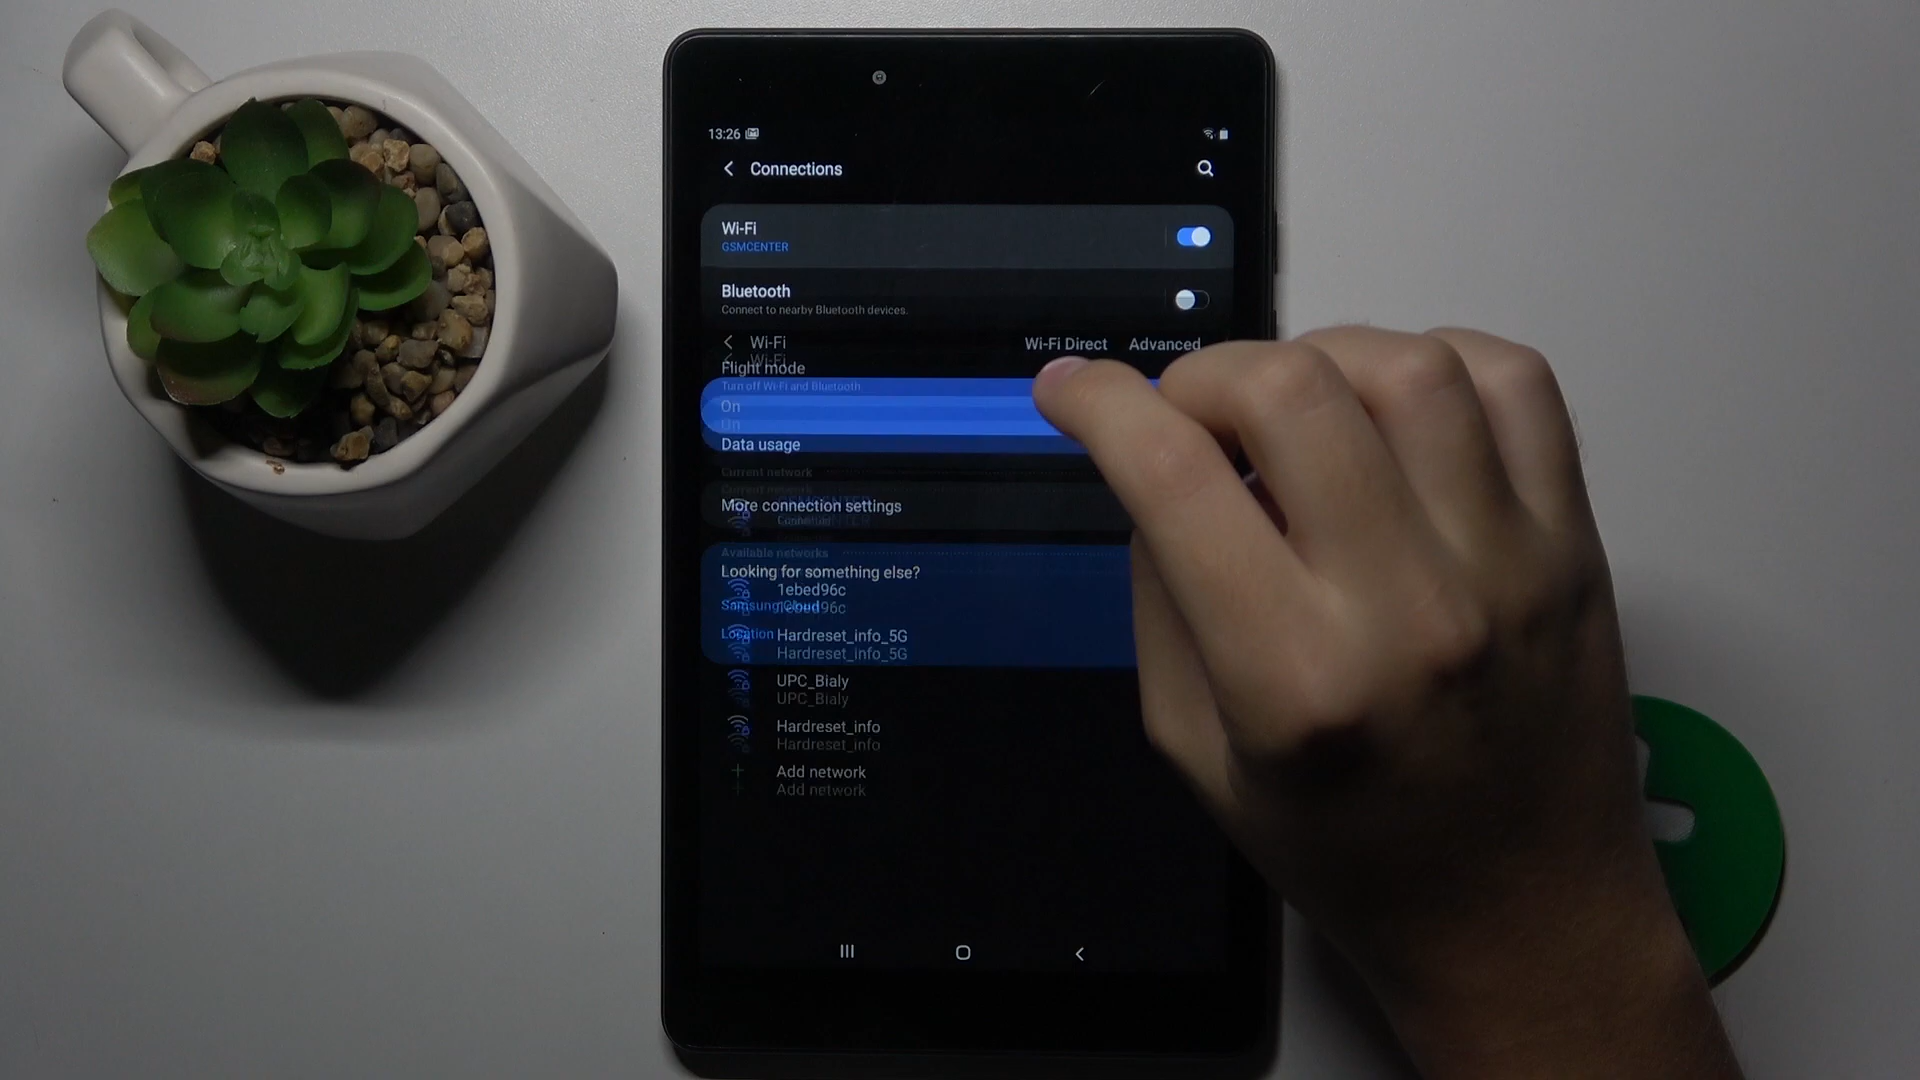 13:26
Connections
Wi-Fi
GSMCENTER
Bluetooth
Connect to nearby Bluetooth devices.
Wi-Fi
Wi-Fi Direct
Advanced
Wi-Fi
Flight mode
Turn off Wi-Fi and Bluetooth
On
On
Data usage
Current network
Current network
GSMCENTER
More connection settings
Connected
GSMCENTER
Available networks
Looking for something else?
1ebed96c
1ebed96c
Samsung Cloud
Location
Hardreset_info_5G
Hardreset_info_5G
UPC_Bialy
UPC_Bialy
Hardreset_info
Hardreset_info
Add network
Add network